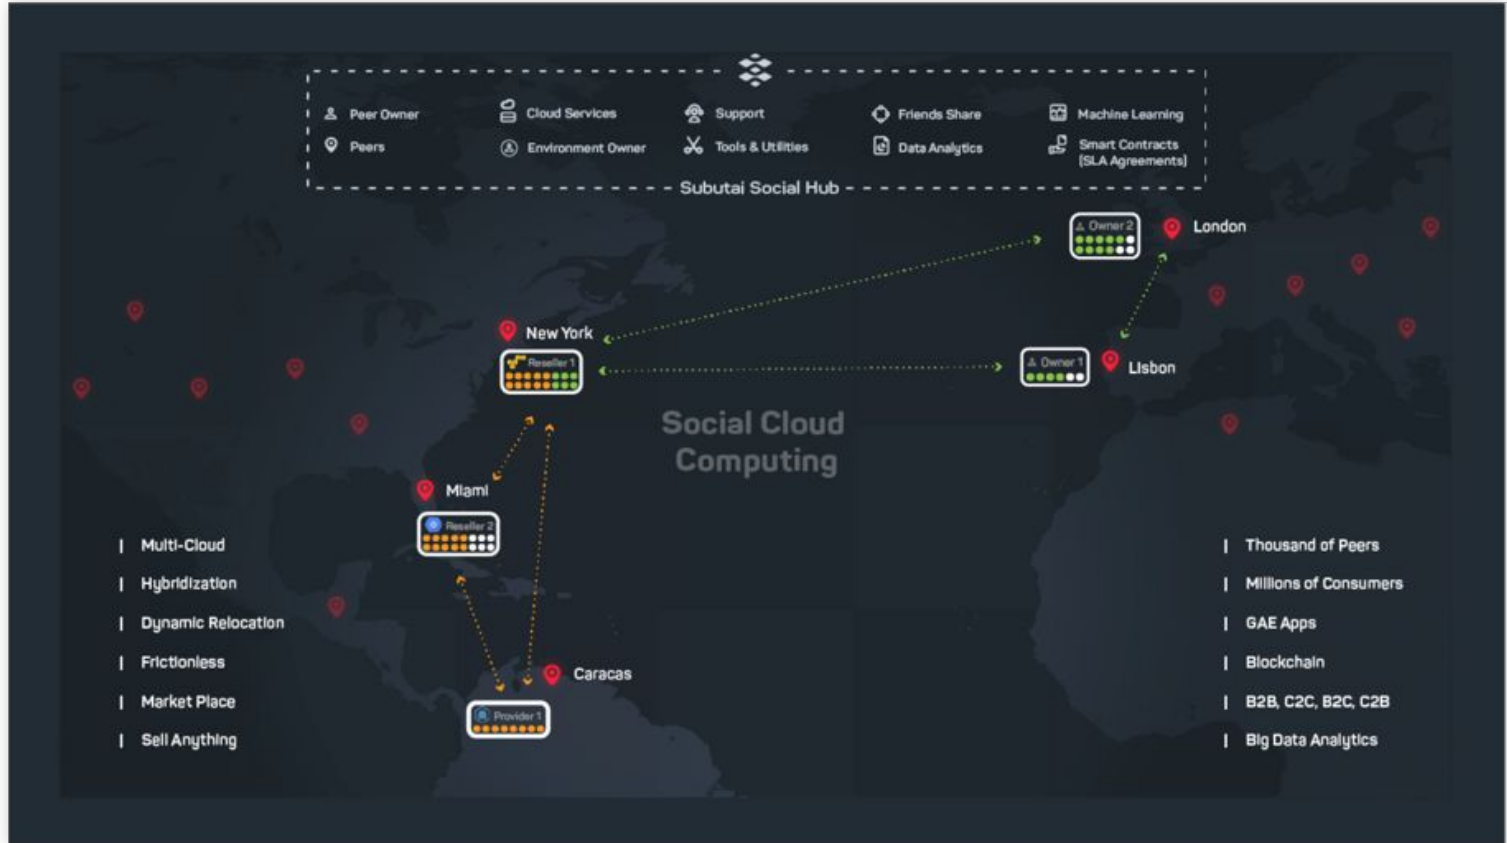 Peer Owner
Cloud Services
Support
Friends Share
Machine Learning
Peers
Environment Owner
Tools & Utilities
Data Analytics
Smart Contracts
(SLA Agreements)
Subutai Social Hub
Owner 2
London
New York
Reseller 1
Owner 1
Lisbon
Social Cloud
Computing
Miami
Reseller 2
Multi-Cloud
Hybridization
Dynamic Relocation
Frictionless
Market Place
Sell Anything
Thousand of Peers
Millions of Consumers
GAE Apps
Blockchain
B2B, C2C, B2C, C2B
Big Data Analytics
Caracas
Provider 1